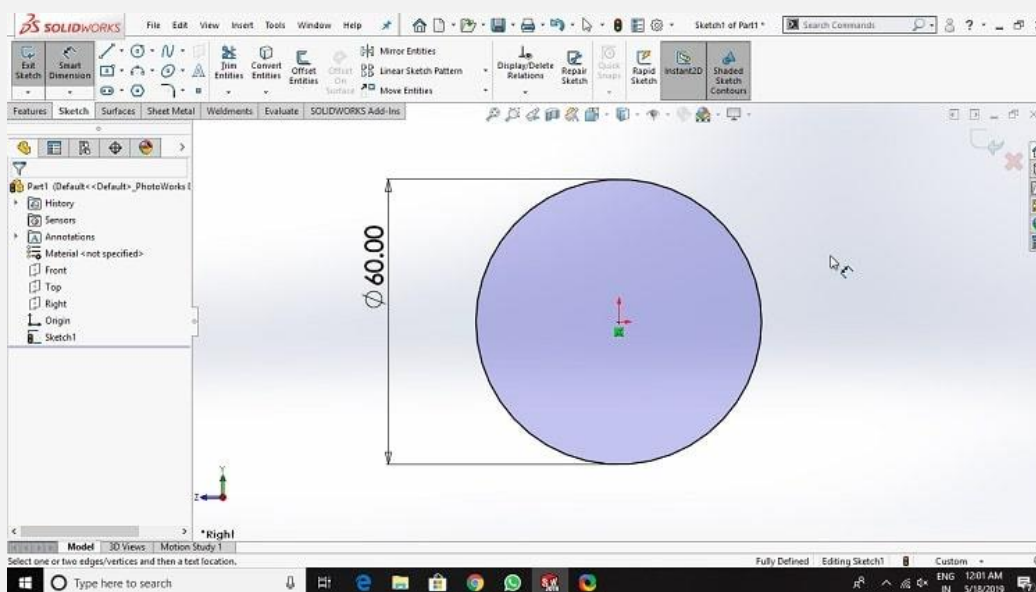 SOLIDWORKS File Edit View Insert Tools Window Help Sketch1 of Part1 * Search Commands ?
Exit Sketch
Smart Dimension
Trim Entities
Convert Entities
Offset Entities
Offset On Surface
Mirror Entities
Linear Sketch Pattern
Move Entities
Display/Delete Relations
Repair Sketch
Quick Snaps
Rapid Sketch
Instant2D
Shaded Sketch Contours
Features Sketch Surfaces Sheet Metal Weldments Evaluate SOLIDWORKS Add-Ins
Part1 (Default<<Default>_PhotoWorks
History
Sensors
Annotations
Material <not specified>
Front
Top
Right
Origin
Sketch1
⌀ 60.00
Y
Z
*Right
Model 3D Views Motion Study 1
Select one or two edges/vertices and then a text location. Fully Defined Editing Sketch1 Custom
Type here to search ENG 12:01 AM
IN 5/18/2019